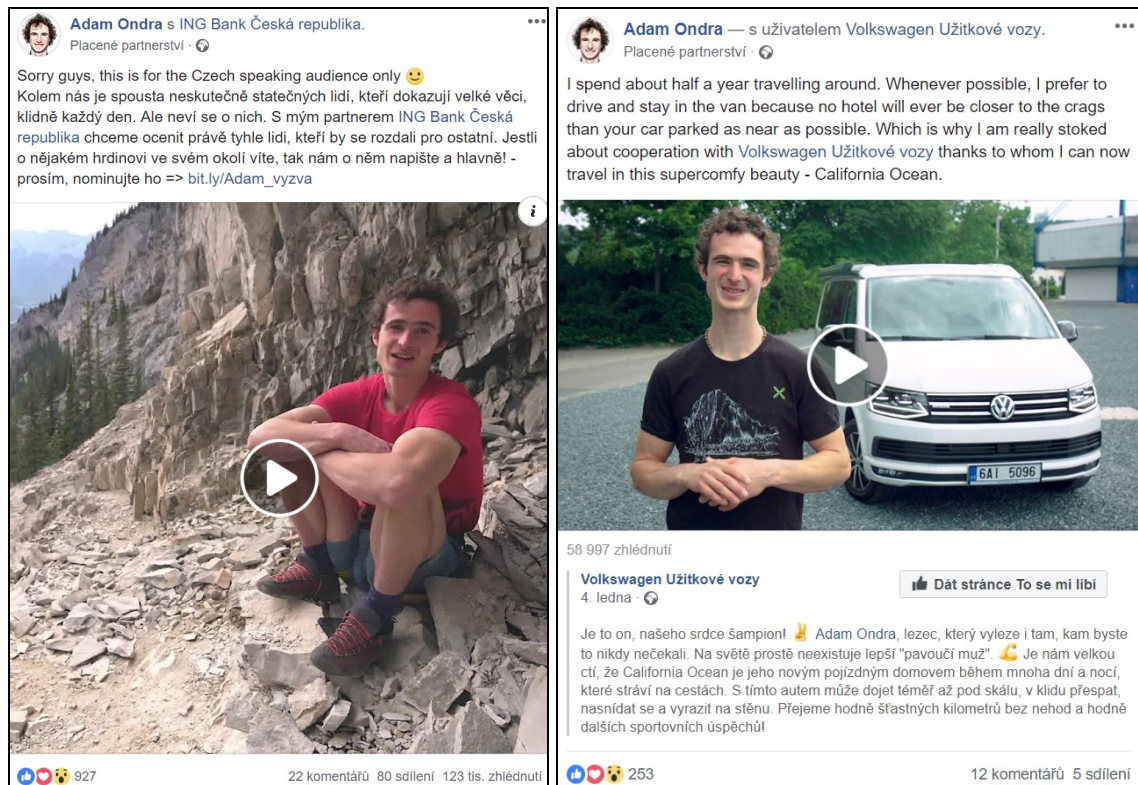 Adam Ondra s ING Bank Česká republika.
Placené partnerství ·
Sorry guys, this is for the Czech speaking audience only 🙂
Kolem nás je spousta neskutečně statečných lidí, kteří dokazují velké věci,
klidně každý den. Ale neví se o nich. S mým partnerem ING Bank Česká
republika chceme ocenit právě tyhle lidi, kteří by se rozdali pro ostatní. Jestli
o nějakém hrdinovi ve svém okolí víte, tak nám o něm napište a hlavně! -
prosím, nominujte ho => bit.ly/Adam_vyzva
i
927
22 komentářů 80 sdílení 123 tis. zhlédnutí
Adam Ondra — s uživatelem Volkswagen Užitkové vozy.
Placené partnerství ·
I spend about half a year travelling around. Whenever possible, I prefer to
drive and stay in the van because no hotel will ever be closer to the crags
than your car parked as near as possible. Which is why I am really stoked
about cooperation with Volkswagen Užitkové vozy thanks to whom I can now
travel in this supercomfy beauty - California Ocean.
6AI 5096
58 997 zhlédnutí
Volkswagen Užitkové vozy
4. ledna ·
Dát stránce To se mi líbí
Je to on, našeho srdce šampion! ✌ Adam Ondra, lezec, který vyleze i tam, kam byste
to nikdy nečekali. Na světě prostě neexistuje lepší "pavoučí muž". 💪 Je nám velkou
ctí, že California Ocean je jeho novým pojízdným domovem během mnoha dní a nocí,
které stráví na cestách. S tímto autem může dojet téměř až pod skálu, v klidu přespat,
nasnídat se a vyrazit na stěnu. Přejeme hodně šťastných kilometrů bez nehod a hodně
dalších sportovních úspěchů!
253
12 komentářů 5 sdílení